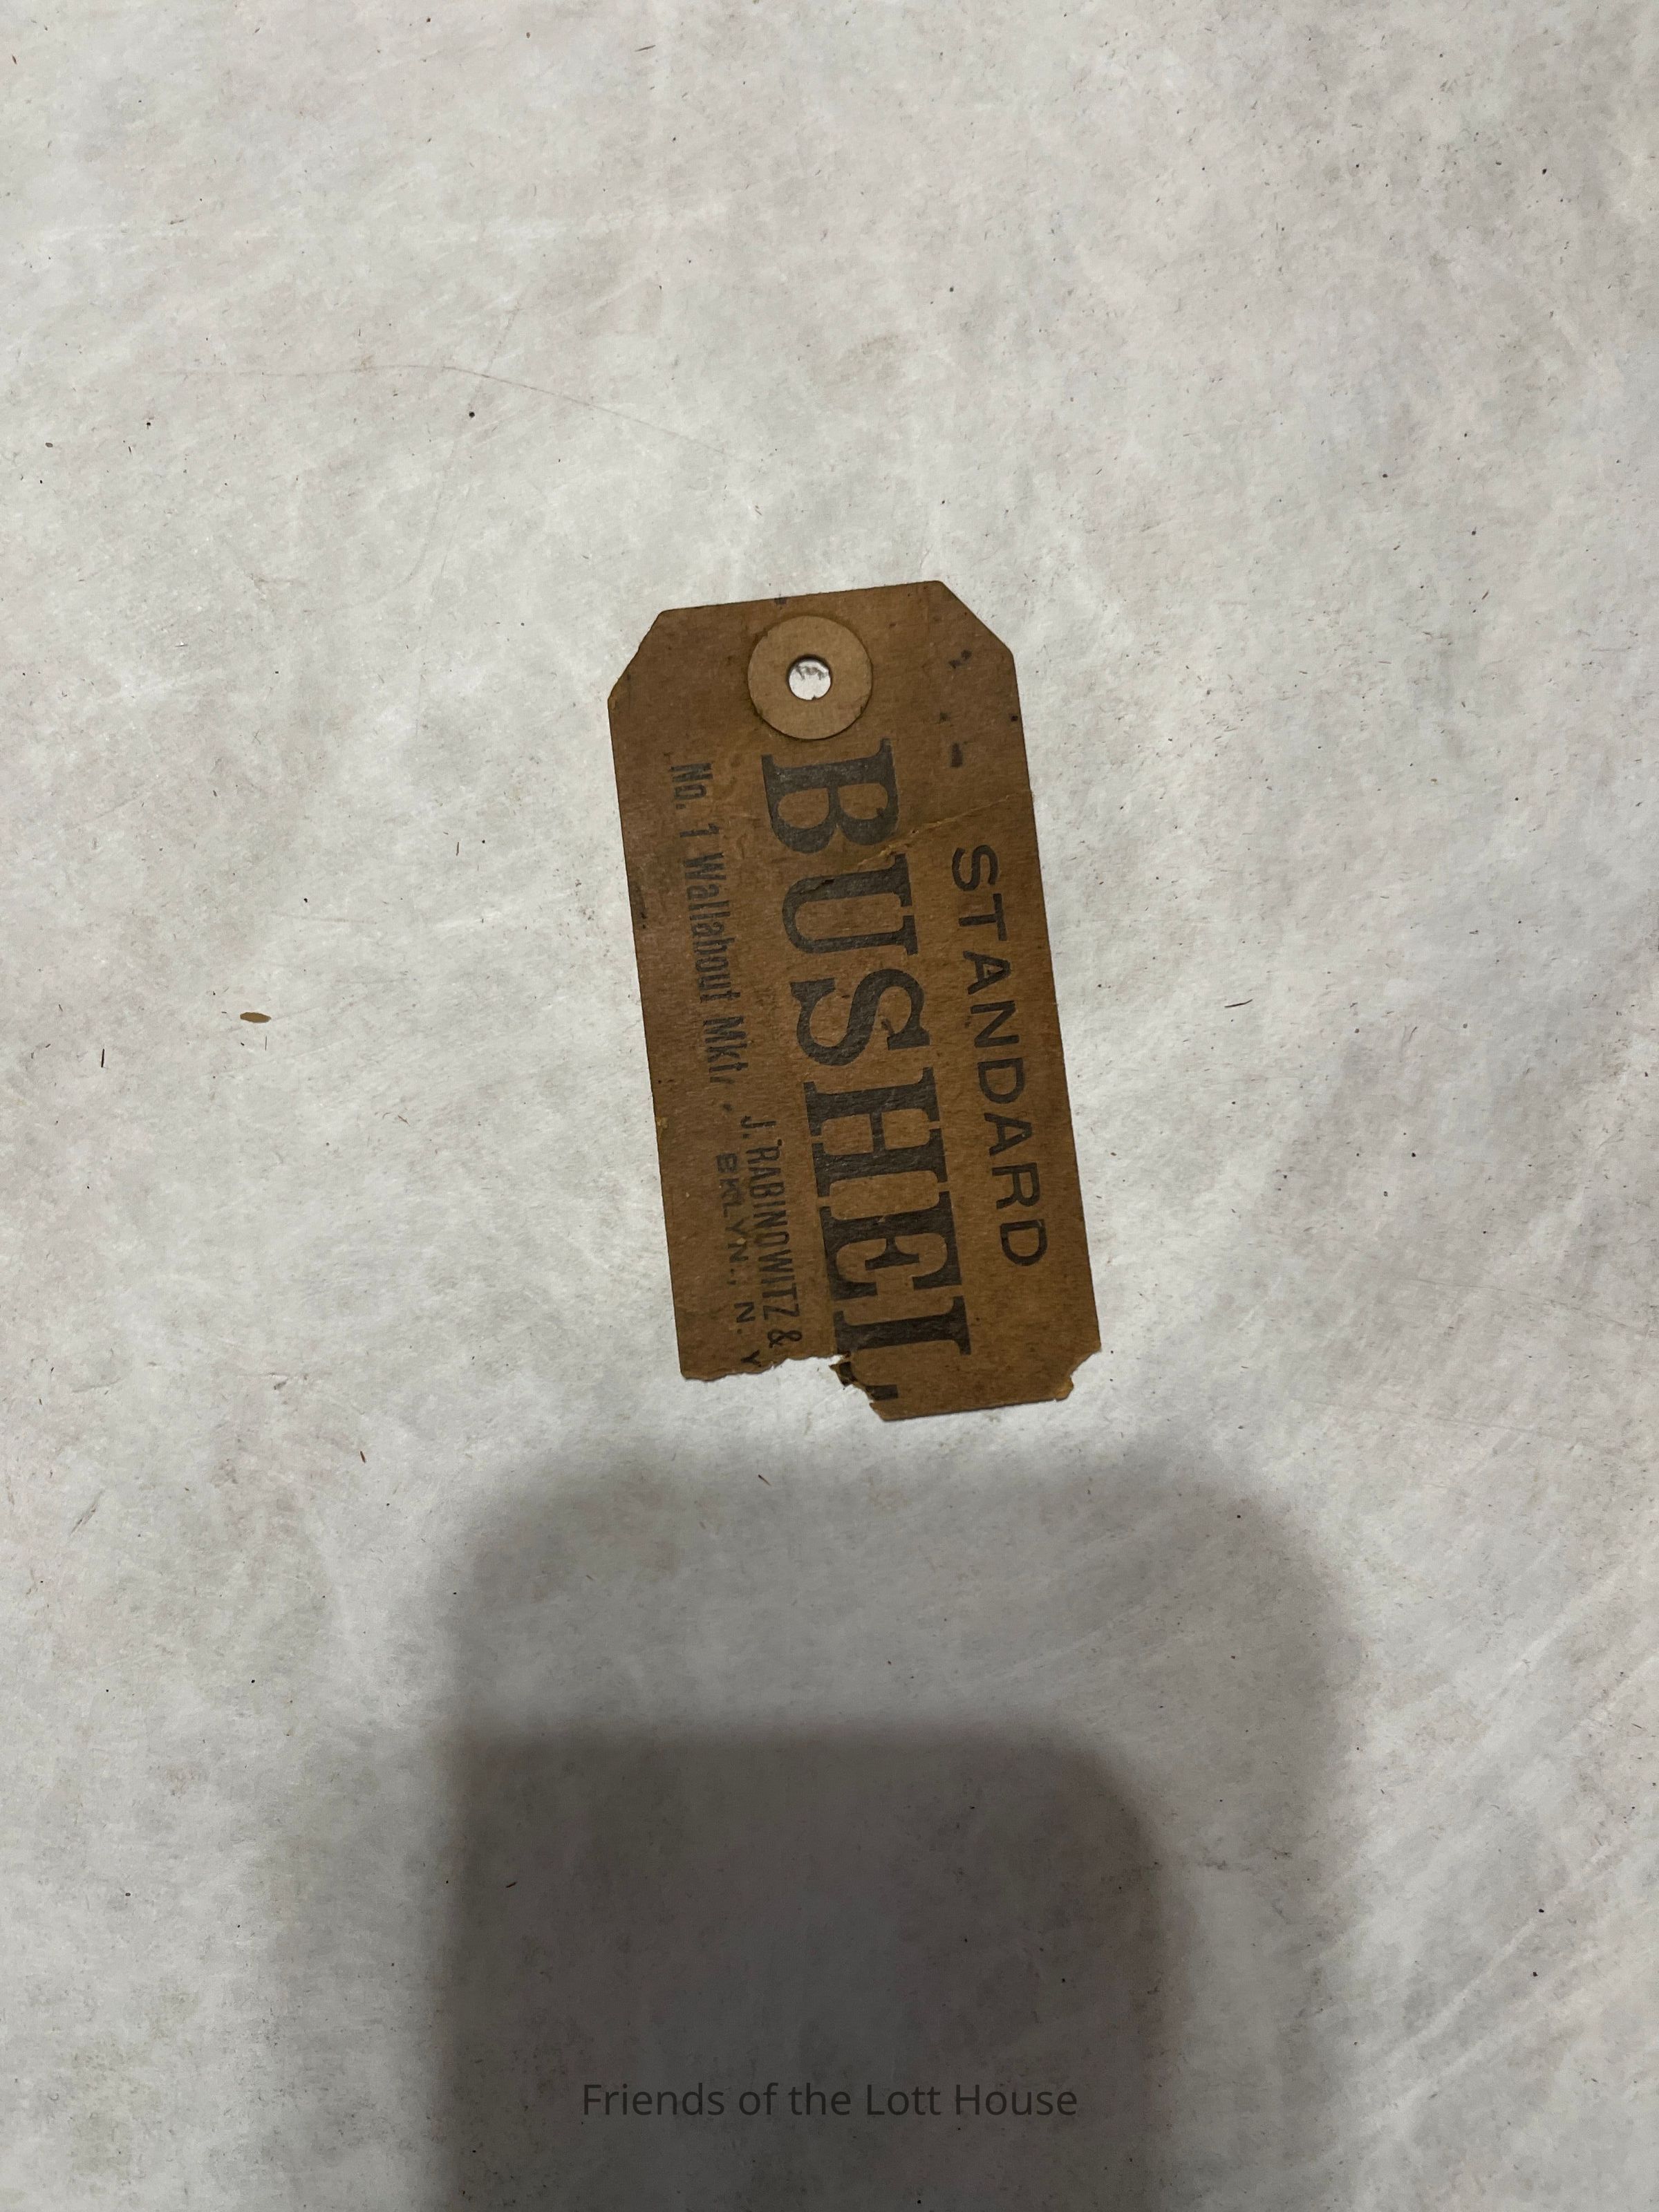 STANDARD
BUSHEL
J. RABINOWITZ &
No. 1 Wallabout Mkt.
BKLYN., N. Y
Friends of the Lott House